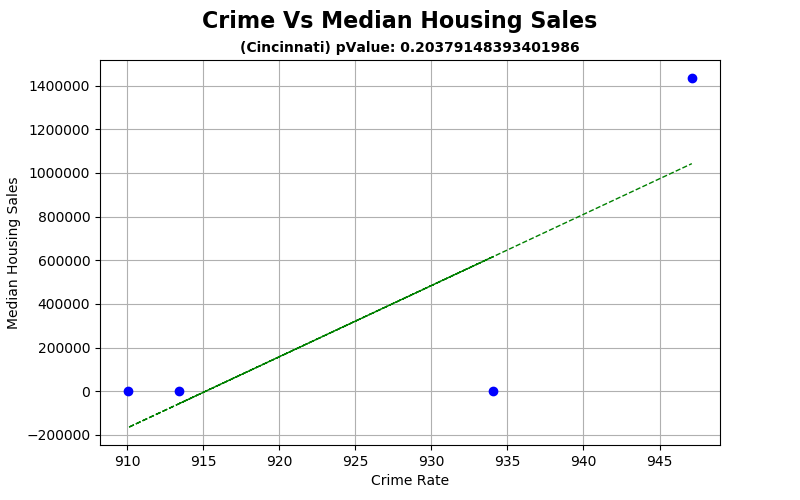 Crime Vs Median Housing Sales
(Cincinnati) pValue: 0.20379148393401986
1400000
1200000
1000000
800000
600000
400000
200000
0
−200000
Median Housing Sales
910 915 920 925 930 935 940 945
Crime Rate